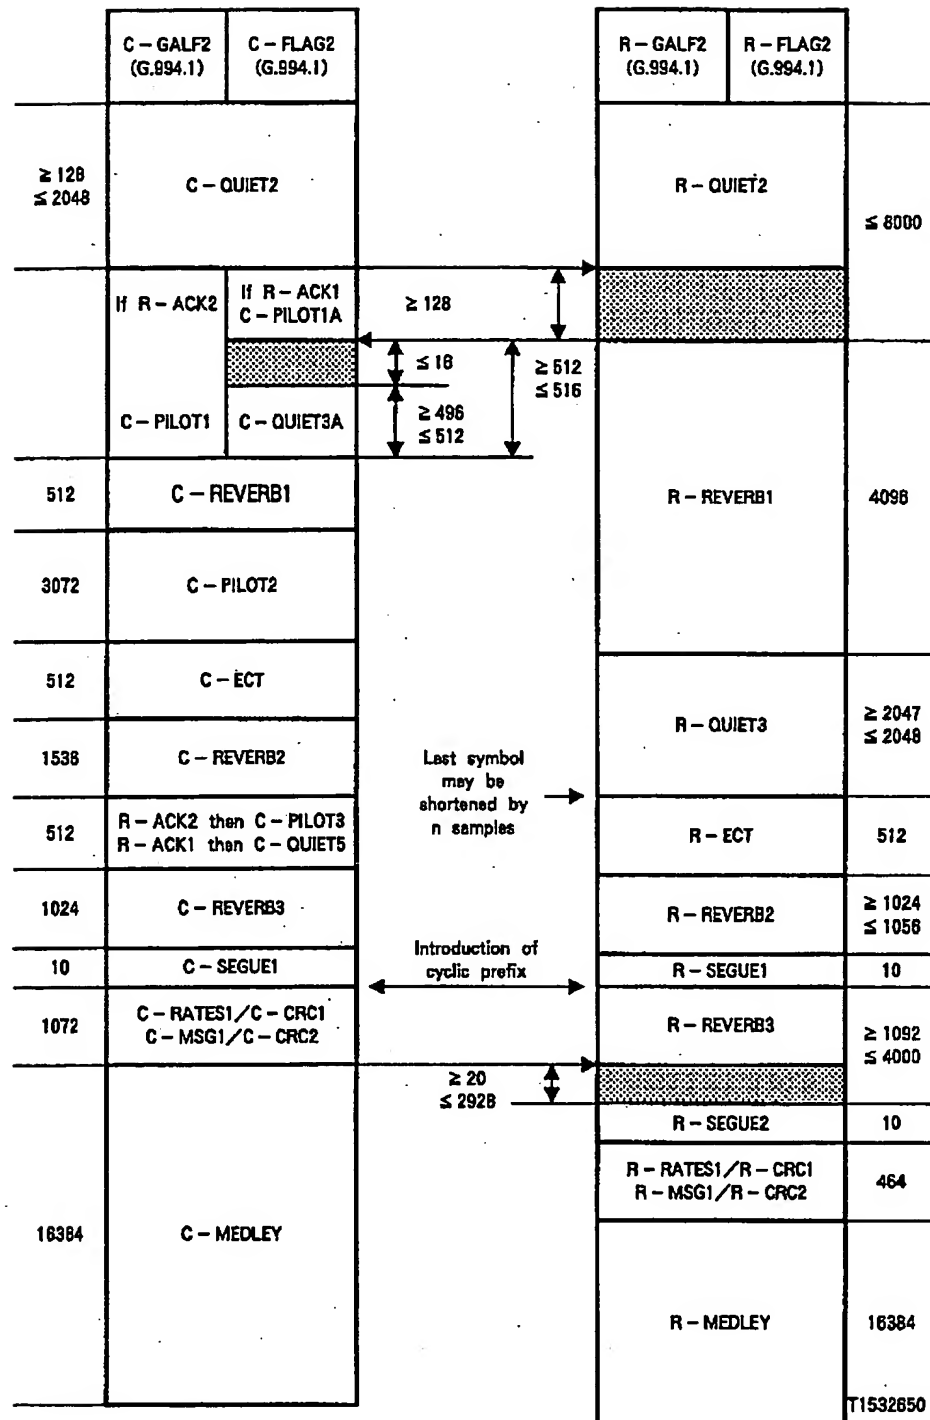 C – GALF2
(G.994.1)
C – FLAG2
(G.994.1)
R – GALF2
(G.994.1)
R – FLAG2
(G.994.1)
≥ 128
≤ 2048
C – QUIET2
R – QUIET2
≤ 8000
If R – ACK2
If R – ACK1
C – PILOT1A
≥ 128
≤ 16
≥ 512
≤ 516
C – PILOT1
C – QUIET3A
≥ 496
≤ 512
512
C – REVERB1
R – REVERB1
4096
3072
C – PILOT2
512
C – ECT
R – QUIET3
≥ 2047
≤ 2048
1536
C – REVERB2
Last symbol
may be
shortened by
n samples
512
R – ACK2 then C – PILOT3
R – ACK1 then C – QUIET5
R – ECT
512
1024
C – REVERB3
R – REVERB2
≥ 1024
≤ 1056
10
C – SEGUE1
Introduction of
cyclic prefix
R – SEGUE1
10
1072
C – RATES1/C – CRC1
C – MSG1/C – CRC2
R – REVERB3
≥ 1092
≤ 4000
≥ 20
≤ 2928
R – SEGUE2
10
R – RATES1/R – CRC1
R – MSG1/R – CRC2
464
16384
C – MEDLEY
R – MEDLEY
16384
T1532650